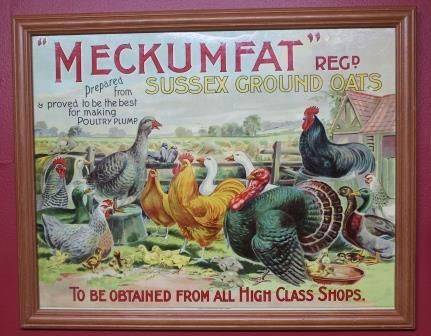 "MECKUMFAT" REGD
Prepared
from
SUSSEX GROUND OATS
& proved to be the best
for making
POULTRY PLUMP
TO BE OBTAINED FROM ALL HIGH CLASS SHOPS.